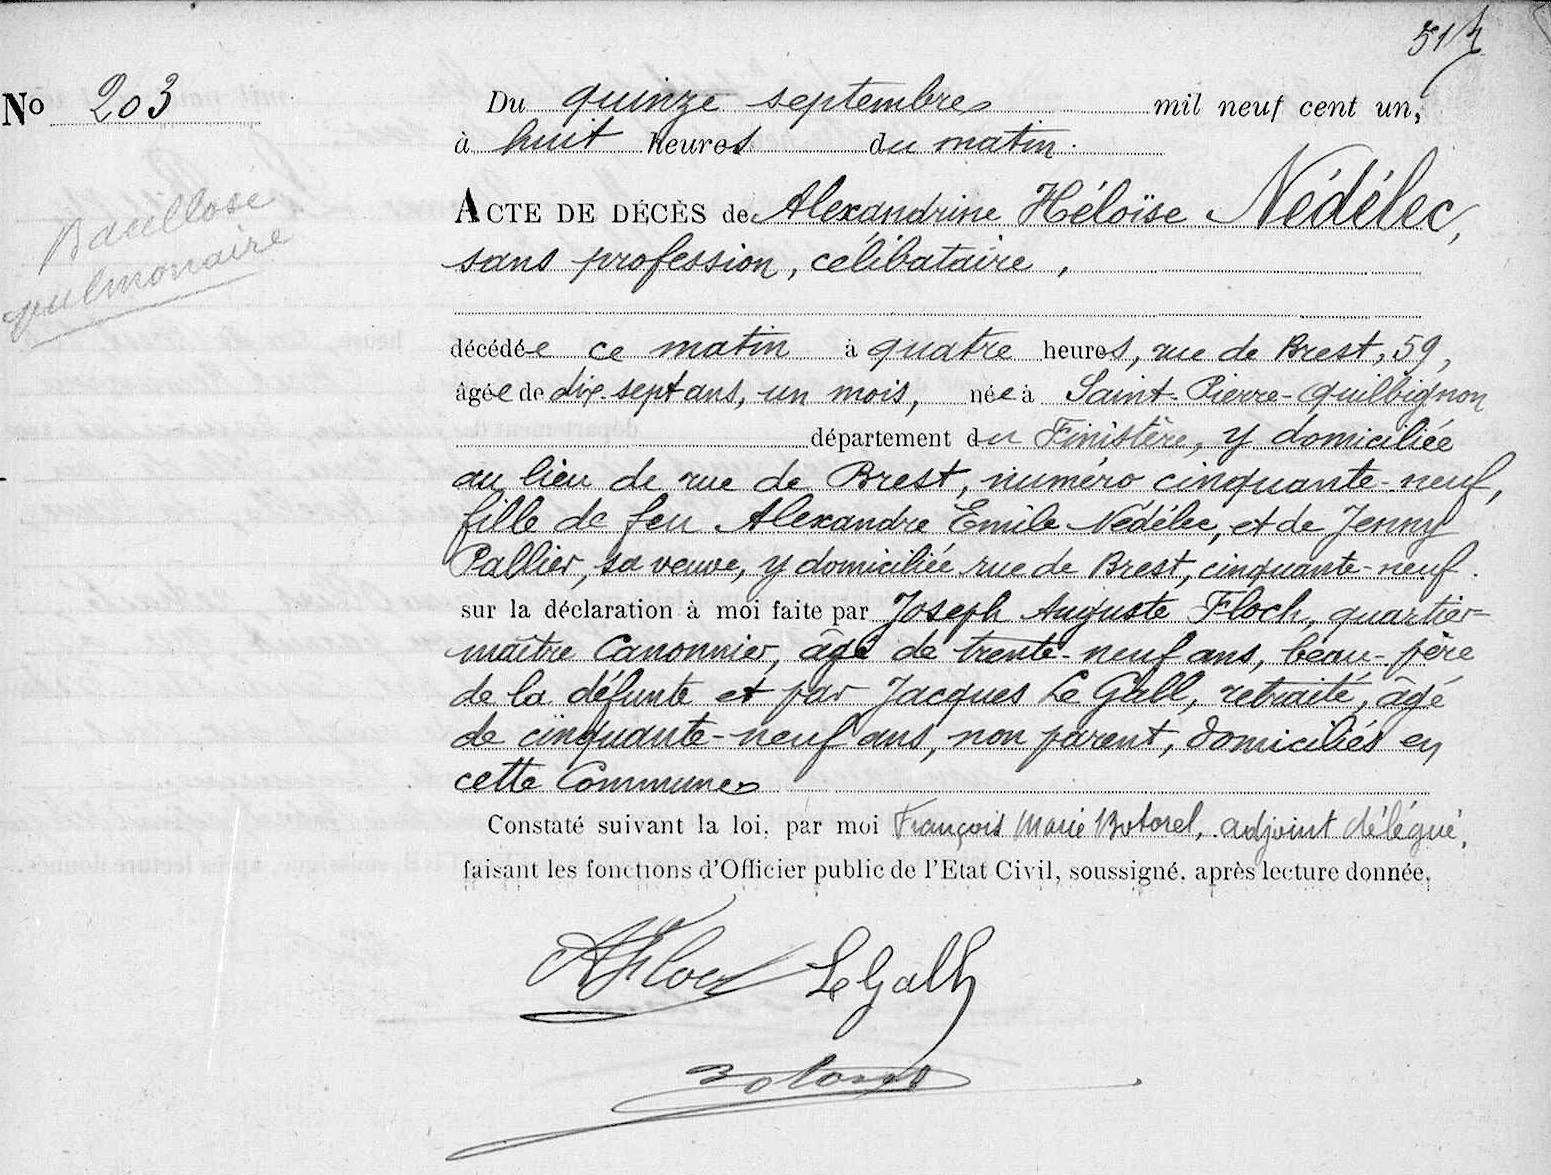 51
No 203
Du quinze septembre mil neuf cent un,
à huit heures du matin.
Bacillose
pulmonaire
ACTE DE DÉCÈS de Alexandrine Héloïse Nédélec,
sans profession, célibataire,
décédée ce matin à quatre heures, rue de Brest, 59,
âgée de dix-sept ans, un mois, née à Saint-Pierre-Quilbignon
département du Finistère, y domiciliée
au lieu de rue de Brest, numéro cinquante-neuf,
fille de feu Alexandre Emile Nédélec, et de Jenny
Pallier, sa veuve, y domiciliée rue de Brest, cinquante-neuf.
sur la déclaration à moi faite par Joseph Auguste Floch, quartier-
maître Canonnier, âgé de trente-neuf ans, beau-père
de la défunte et par Jacques Le Gall, retraité, âgé
de cinquante-neuf ans, non parent, domiciliés en
cette Commune
Constaté suivant la loi, par moi François Marie Botorel, adjoint délégué,
faisant les fonctions d'Officier public de l'Etat Civil, soussigné, après lecture donnée.
AFloch LeGall
Botorel